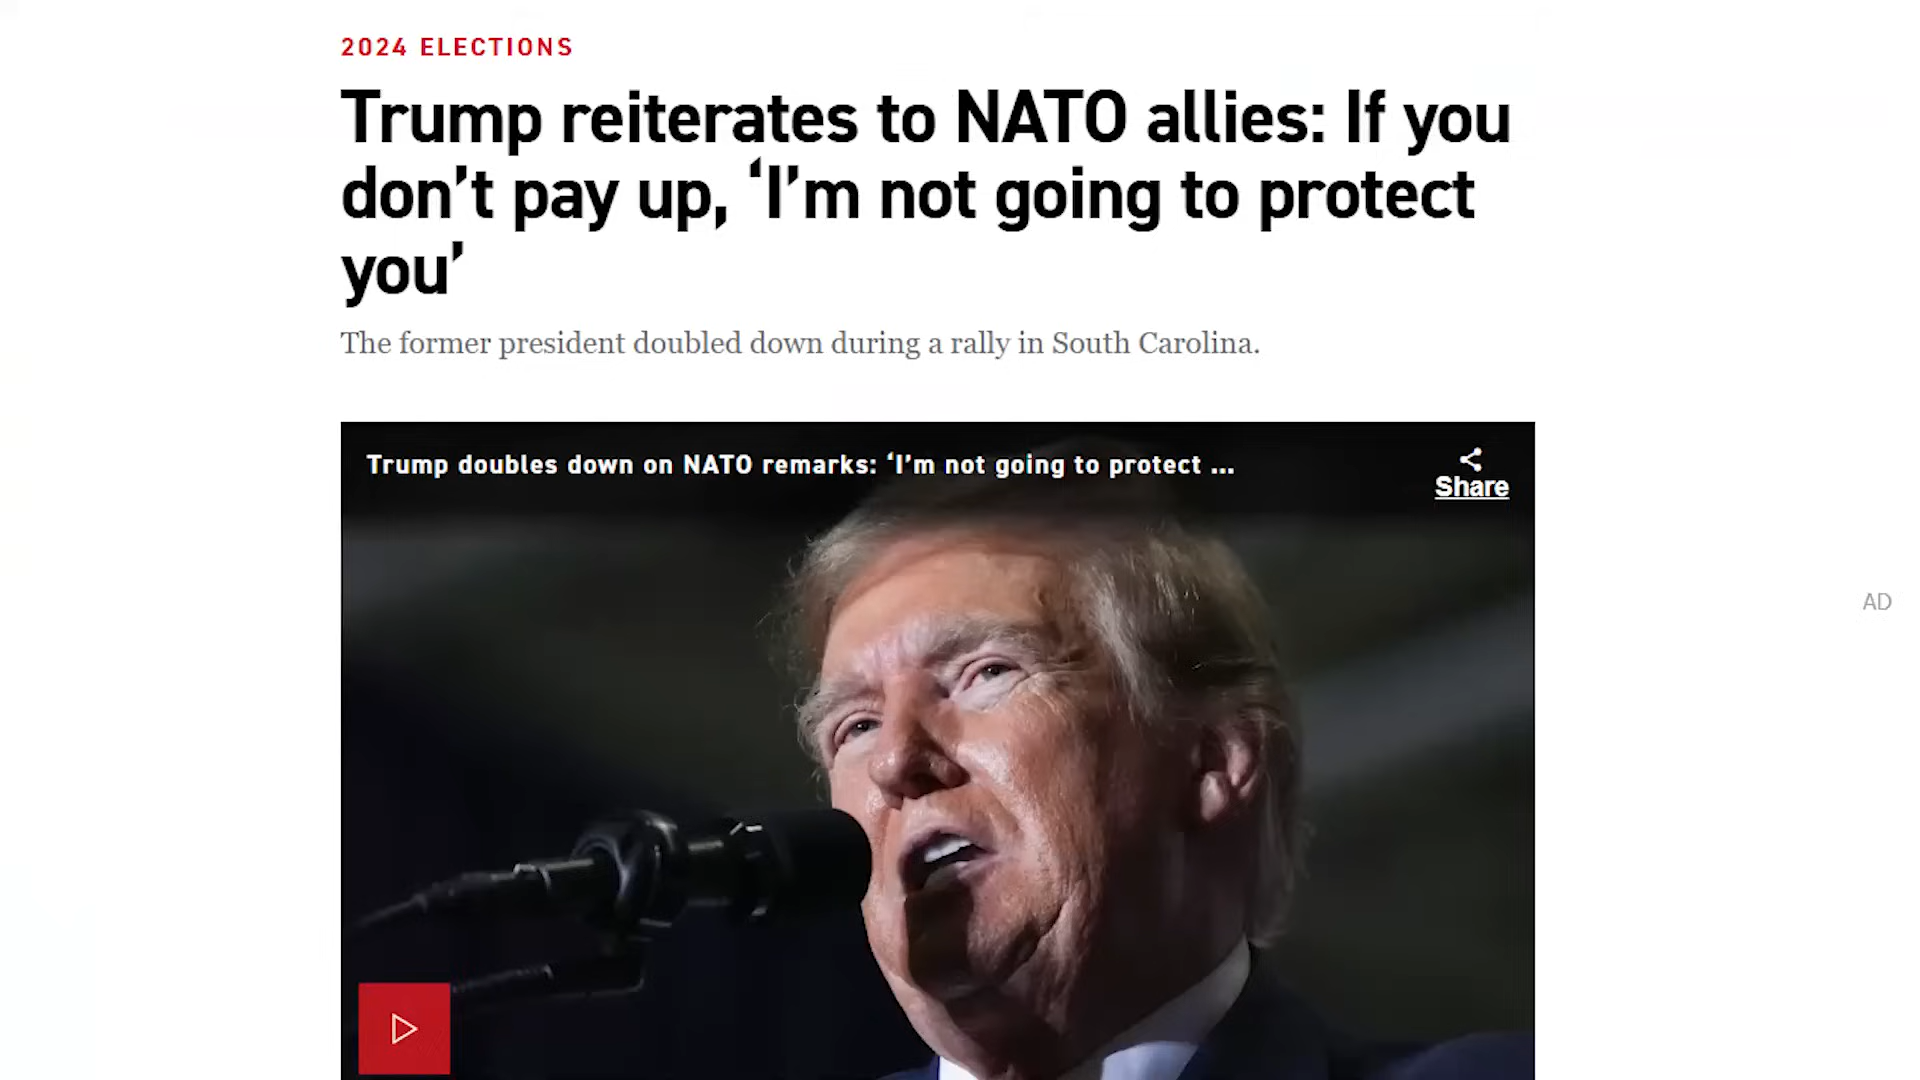 2024 ELECTIONS
Trump reiterates to NATO allies: If you
don’t pay up, ‘I’m not going to protect
you’
The former president doubled down during a rally in South Carolina.
Trump doubles down on NATO remarks: ‘I’m not going to protect ...
Share
AD